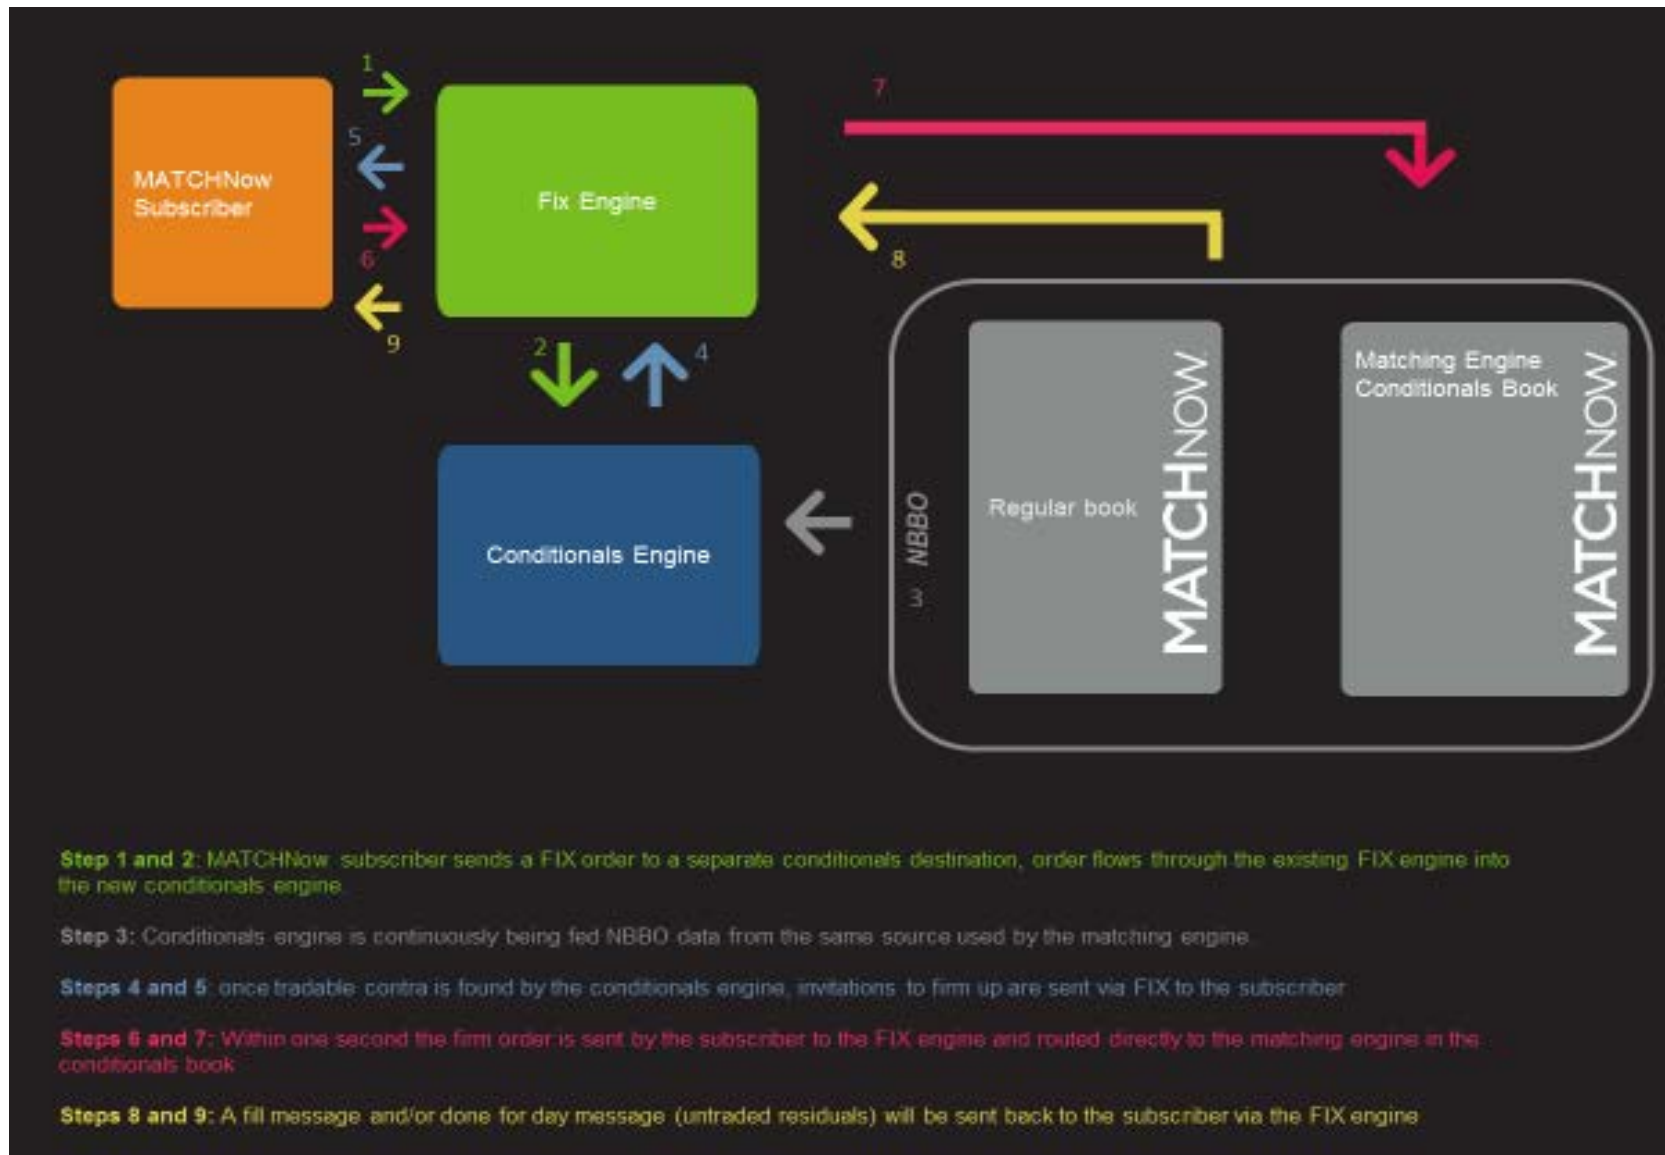 1
5
6
9
MATCHNow
Subscriber
Fix Engine
7
8
2
4
Conditionals Engine
3 NBBO
Regular book
MATCHNOW
Matching Engine
Conditionals Book
MATCHNOW
Step 1 and 2: MATCHNow subscriber sends a FIX order to a separate conditionals destination, order flows through the existing FIX engine into
the new conditionals engine.
Step 3: Conditionals engine is continuously being fed NBBO data from the same source used by the matching engine.
Steps 4 and 5: once tradable contra is found by the conditionals engine, invitations to firm up are sent via FIX to the subscriber
Steps 6 and 7: Within one second the firm order is sent by the subscriber to the FIX engine and routed directly to the matching engine in the
conditionals book
Steps 8 and 9: A fill message and/or done for day message (untraded residuals) will be sent back to the subscriber via the FIX engine